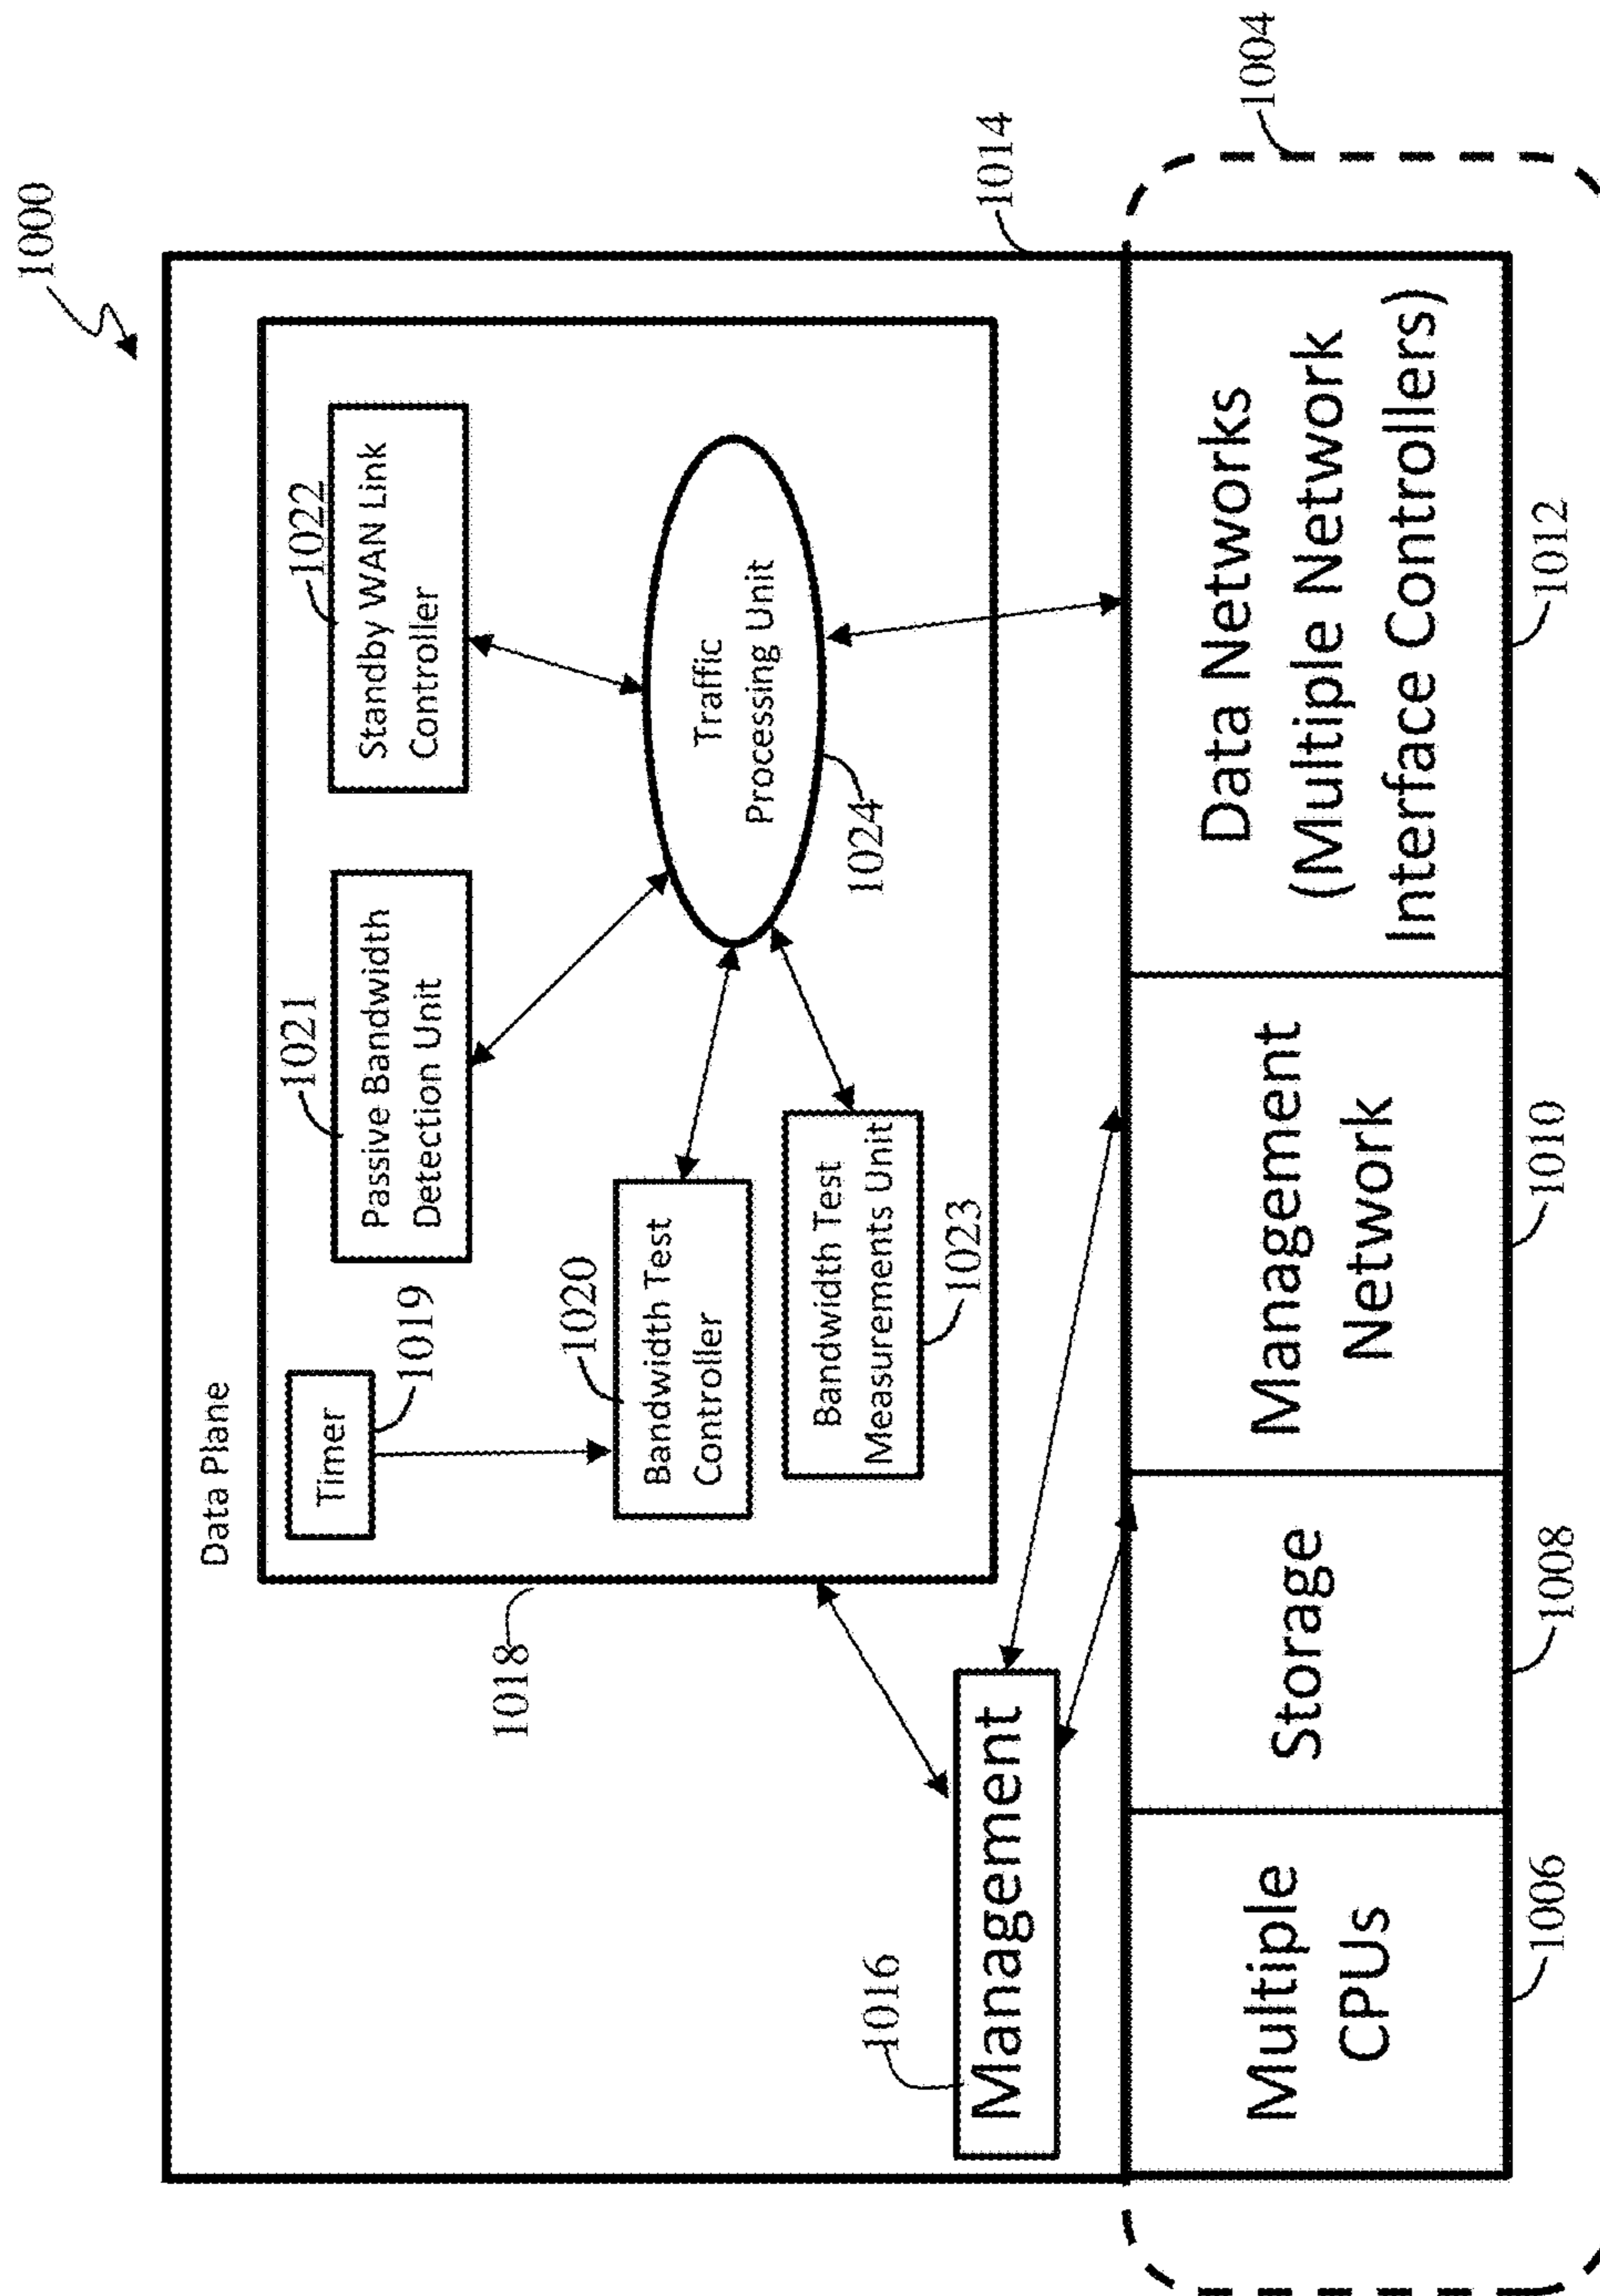 1000
Data Plane
1018
Timer
1019
1021
Passive Bandwidth
Detection Unit
1022
Standby WAN Link
Controller
1020
Bandwidth Test
Controller
Bandwidth Test
Measurements Unit
1023
Traffic
Processing Unit
1024
1014
1016
Management
1004
Multiple
CPUs
Storage
Management
Network
Data Networks
(Multiple Network
Interface Controllers)
1006
1008
1010
1012